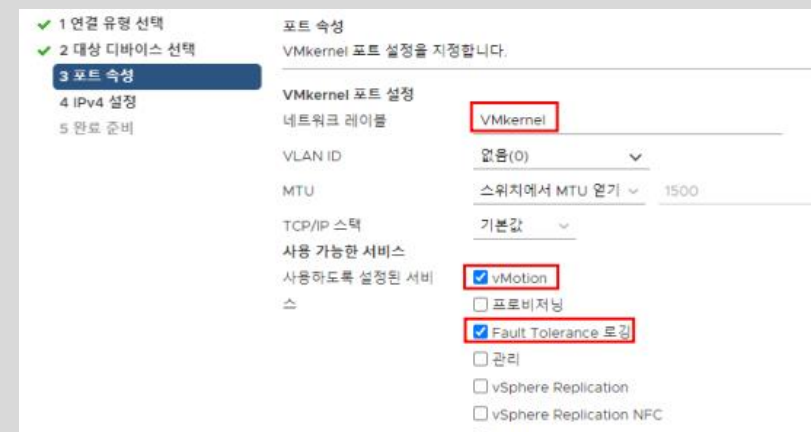 1 연결 유형 선택
2 대상 디바이스 선택
3 포트 속성
4 IPv4 설정
5 완료 준비
포트 속성
VMkernel 포트 설정을 지정합니다.
VMkernel 포트 설정
네트워크 레이블 VMkernel
VLAN ID 없음(0)
MTU 스위치에서 MTU 얻기 1500
TCP/IP 스택 기본값
사용 가능한 서비스
사용하도록 설정된 서비
스
vMotion
프로비저닝
Fault Tolerance 로깅
관리
vSphere Replication
vSphere Replication NFC